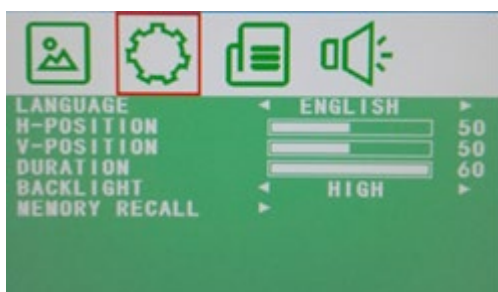 LANGUAGE ENGLISH
H-POSITION 50
V-POSITION 50
DURATION 60
BACKLIGHT HIGH
MEMORY RECALL